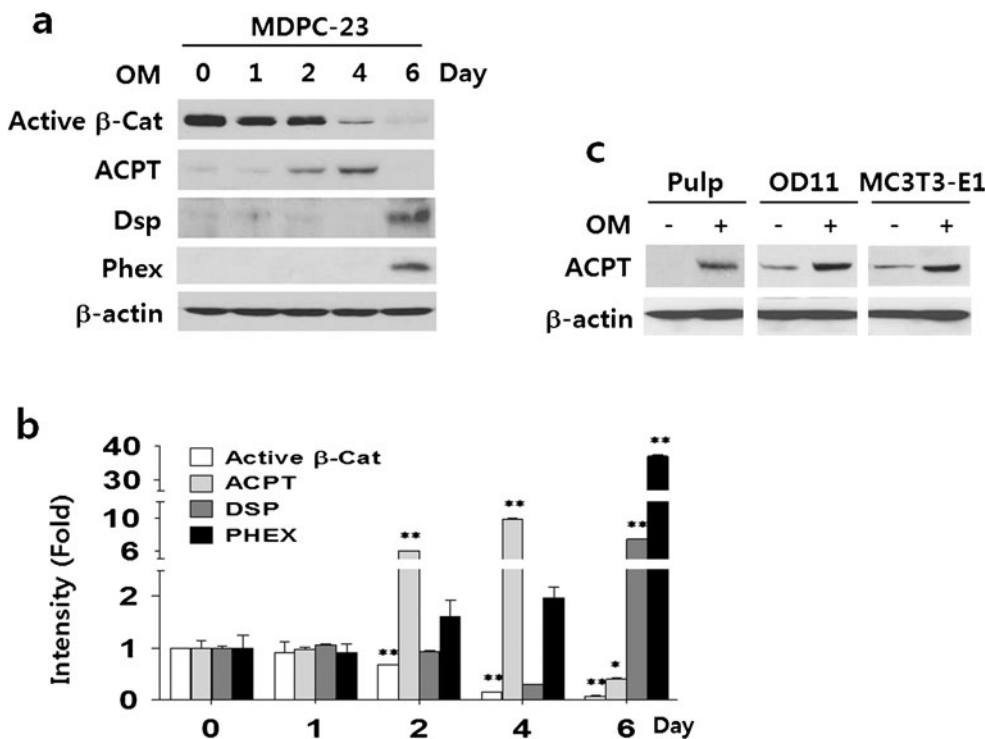 a
MDPC-23
OM 0 1 2 4 6 Day
Active β-Cat
ACPT
Dsp
Phex
β-actin
c
Pulp OD11 MC3T3-E1
OM - + - + - +
ACPT
β-actin
b
Intensity (Fold)
40
30
10
6
2
1
0
Active β-Cat
ACPT
DSP
PHEX
** ** ** ** ** * ** **
0 1 2 4 6 Day